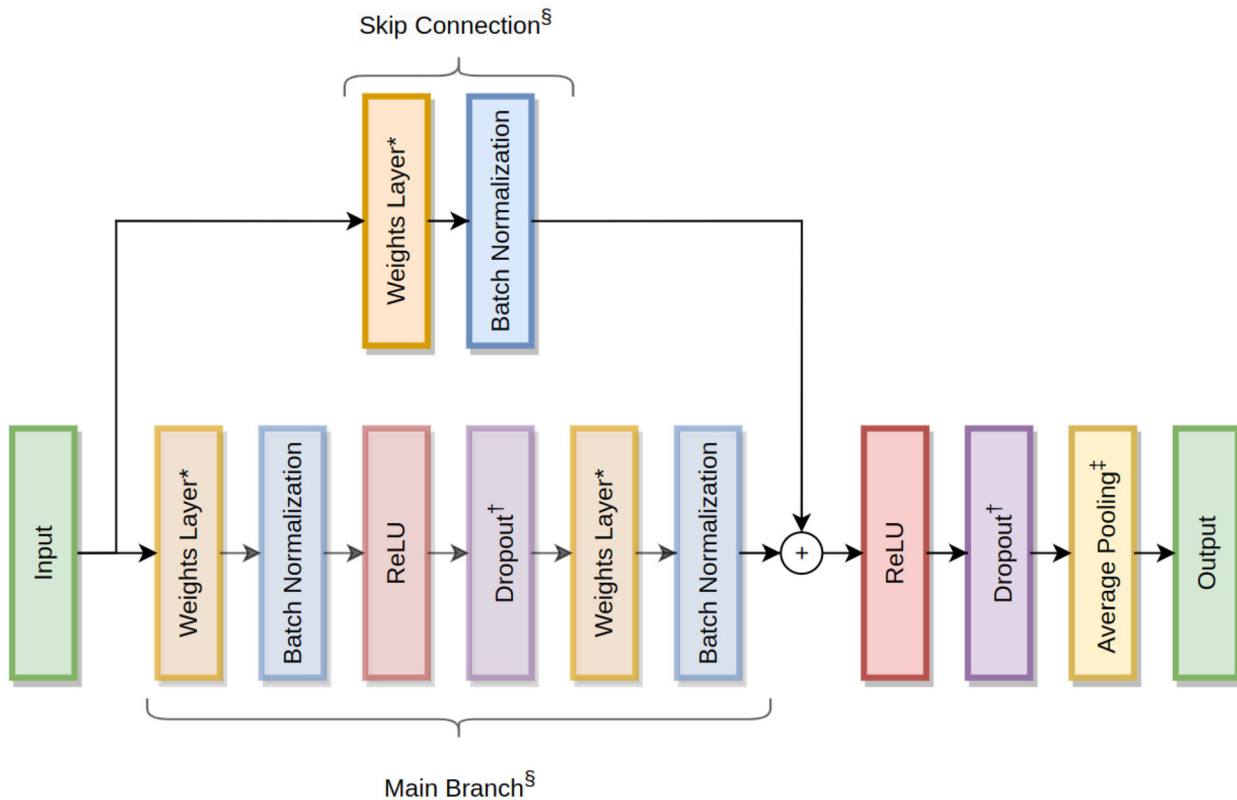 Skip Connection§
Weights Layer*
Batch Normalization
Input
Weights Layer*
Batch Normalization
ReLU
Dropout†
Weights Layer*
Batch Normalization
+
ReLU
Dropout†
Average Pooling‡
Output
Main Branch§